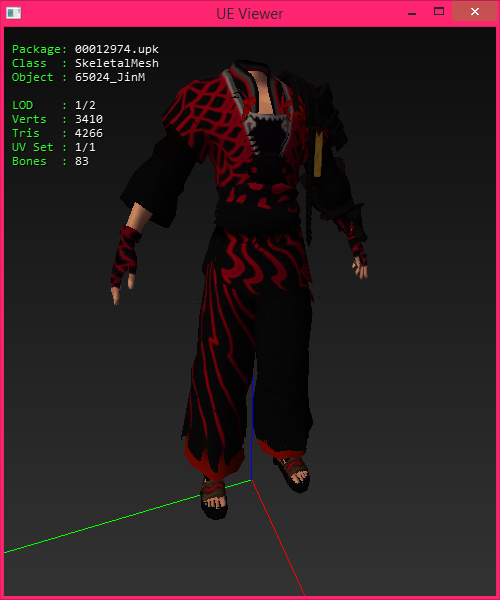 UE Viewer
Package: 00012974.upk
Class : SkeletalMesh
Object : 65024_JinM
LOD : 1/2
Verts : 3410
Tris : 4266
UV Set : 1/1
Bones : 83